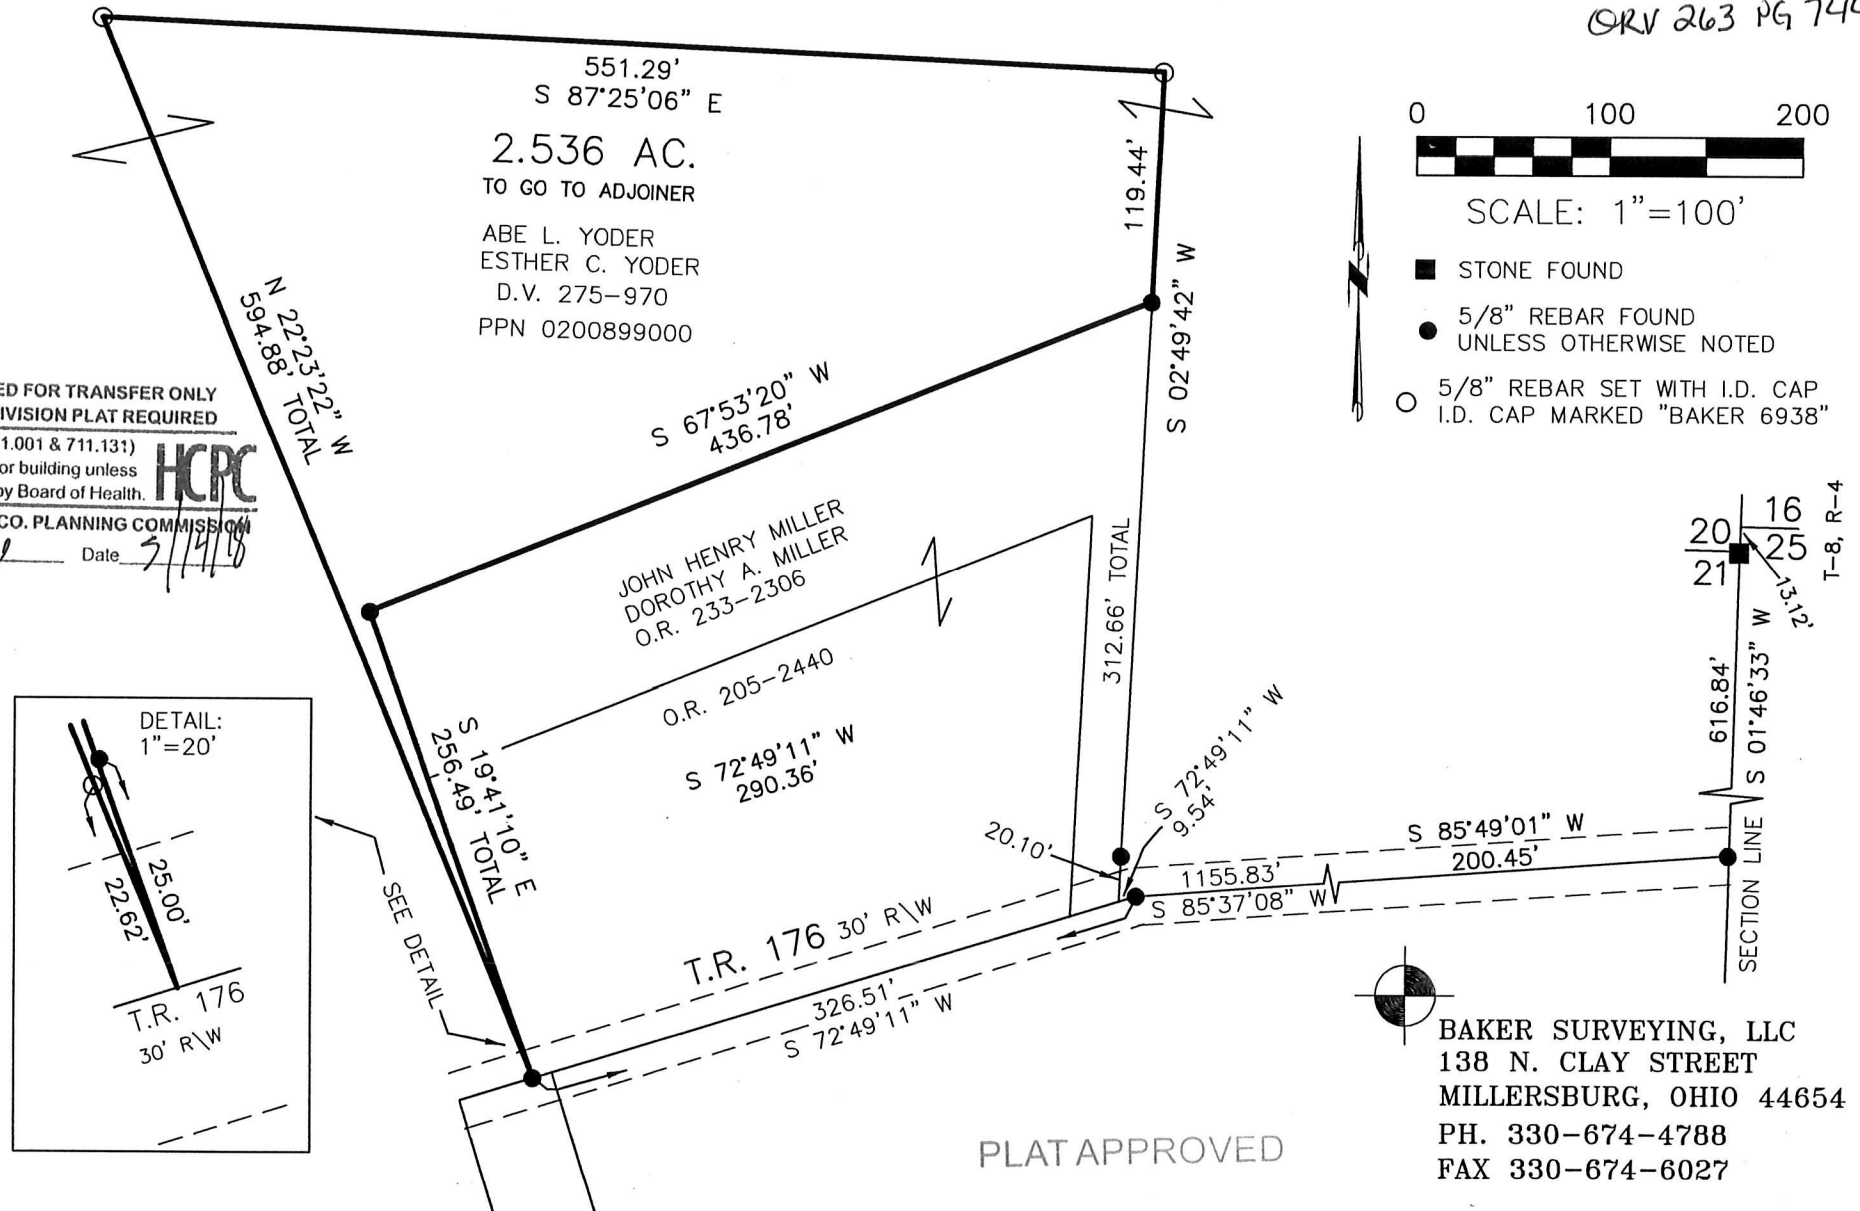 ORV 263 PG 744
551.29'
S 87°25'06" E
2.536 AC.
TO GO TO ADJOINER
ABE L. YODER
ESTHER C. YODER
D.V. 275-970
PPN 0200899000
119.44'
S 02°49'42" W
312.66' TOTAL
0 100 200
SCALE: 1"=100'
STONE FOUND
5/8" REBAR FOUND
UNLESS OTHERWISE NOTED
5/8" REBAR SET WITH I.D. CAP
I.D. CAP MARKED "BAKER 6938"
N 22°23'22" W
594.88' TOTAL
ED FOR TRANSFER ONLY
IVISION PLAT REQUIRED
1.001 & 711.131)
or building unless
by Board of Health.
HCPC
CO. PLANNING COMMISSION
Date 5/14/18
S 67°53'20" W
436.78'
JOHN HENRY MILLER
DOROTHY A. MILLER
O.R. 233-2306
O.R. 205-2440
S 72°49'11" W
290.36'
S 19°41'10" E
256.49' TOTAL
20 16
21 25
T-8, R-4
13.12'
616.84'
S 01°46'33" W
SECTION LINE
S 72°49'11" W
9.54'
20.10'
S 85°49'01" W
200.45'
1155.83'
S 85°37'08" W
T.R. 176 30' R\W
326.51'
S 72°49'11" W
DETAIL:
1"=20'
25.00'
22.62'
T.R. 176
30' R\W
SEE DETAIL
PLAT APPROVED
BAKER SURVEYING, LLC
138 N. CLAY STREET
MILLERSBURG, OHIO 44654
PH. 330-674-4788
FAX 330-674-6027